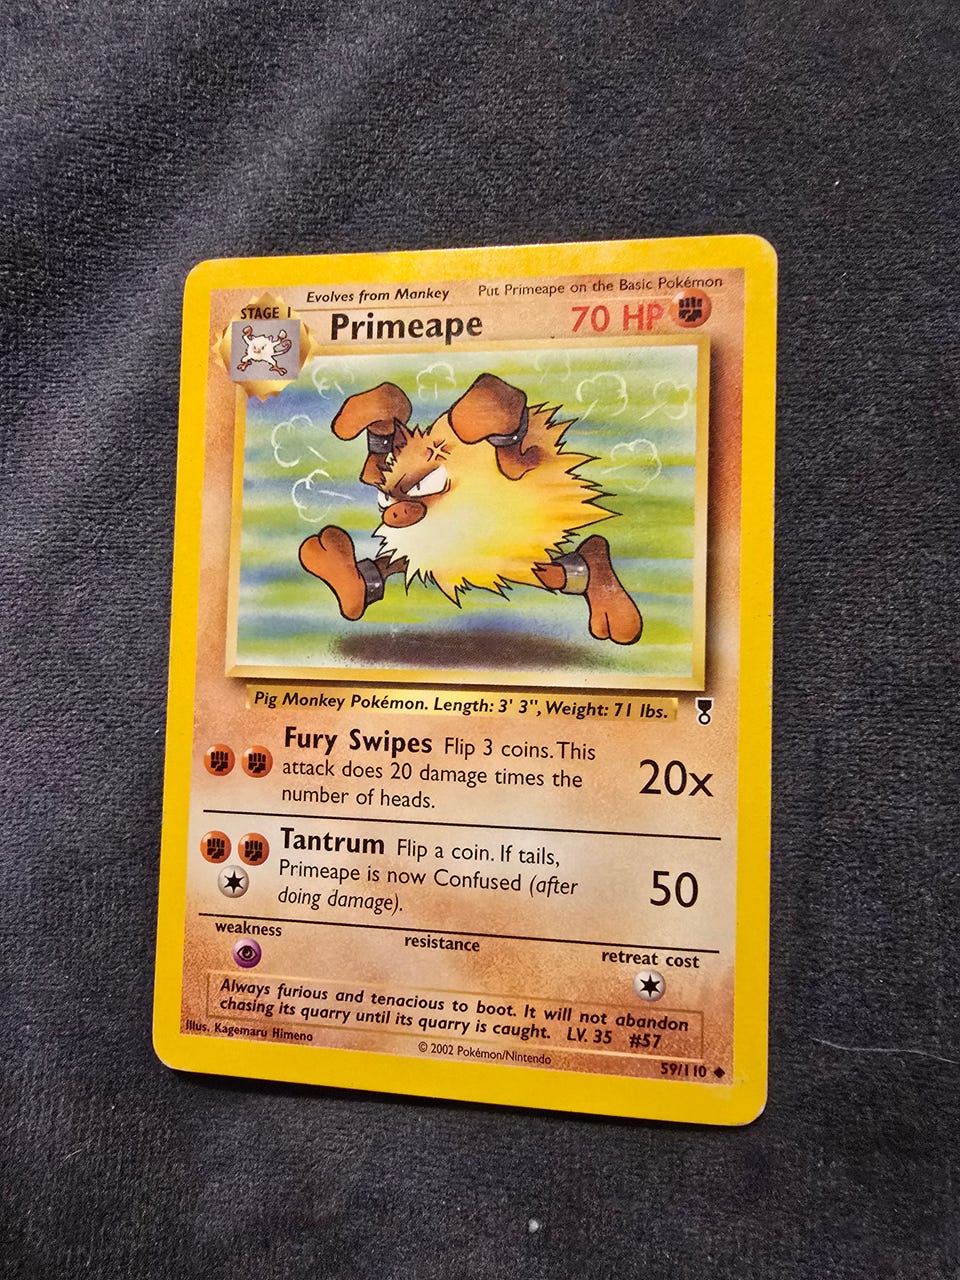 Evolves from Mankey Put Primeape on the Basic Pokémon
STAGE 1
Primeape 70 HP
Pig Monkey Pokémon. Length: 3' 3", Weight: 71 lbs.
Fury Swipes Flip 3 coins. This
attack does 20 damage times the
number of heads.
20x
Tantrum Flip a coin. If tails,
Primeape is now Confused (after
doing damage).
50
weakness resistance retreat cost
Always furious and tenacious to boot. It will not abandon
chasing its quarry until its quarry is caught. LV. 35 #57
Illus. Kagemaru Himeno
© 2002 Pokémon/Nintendo
59/110